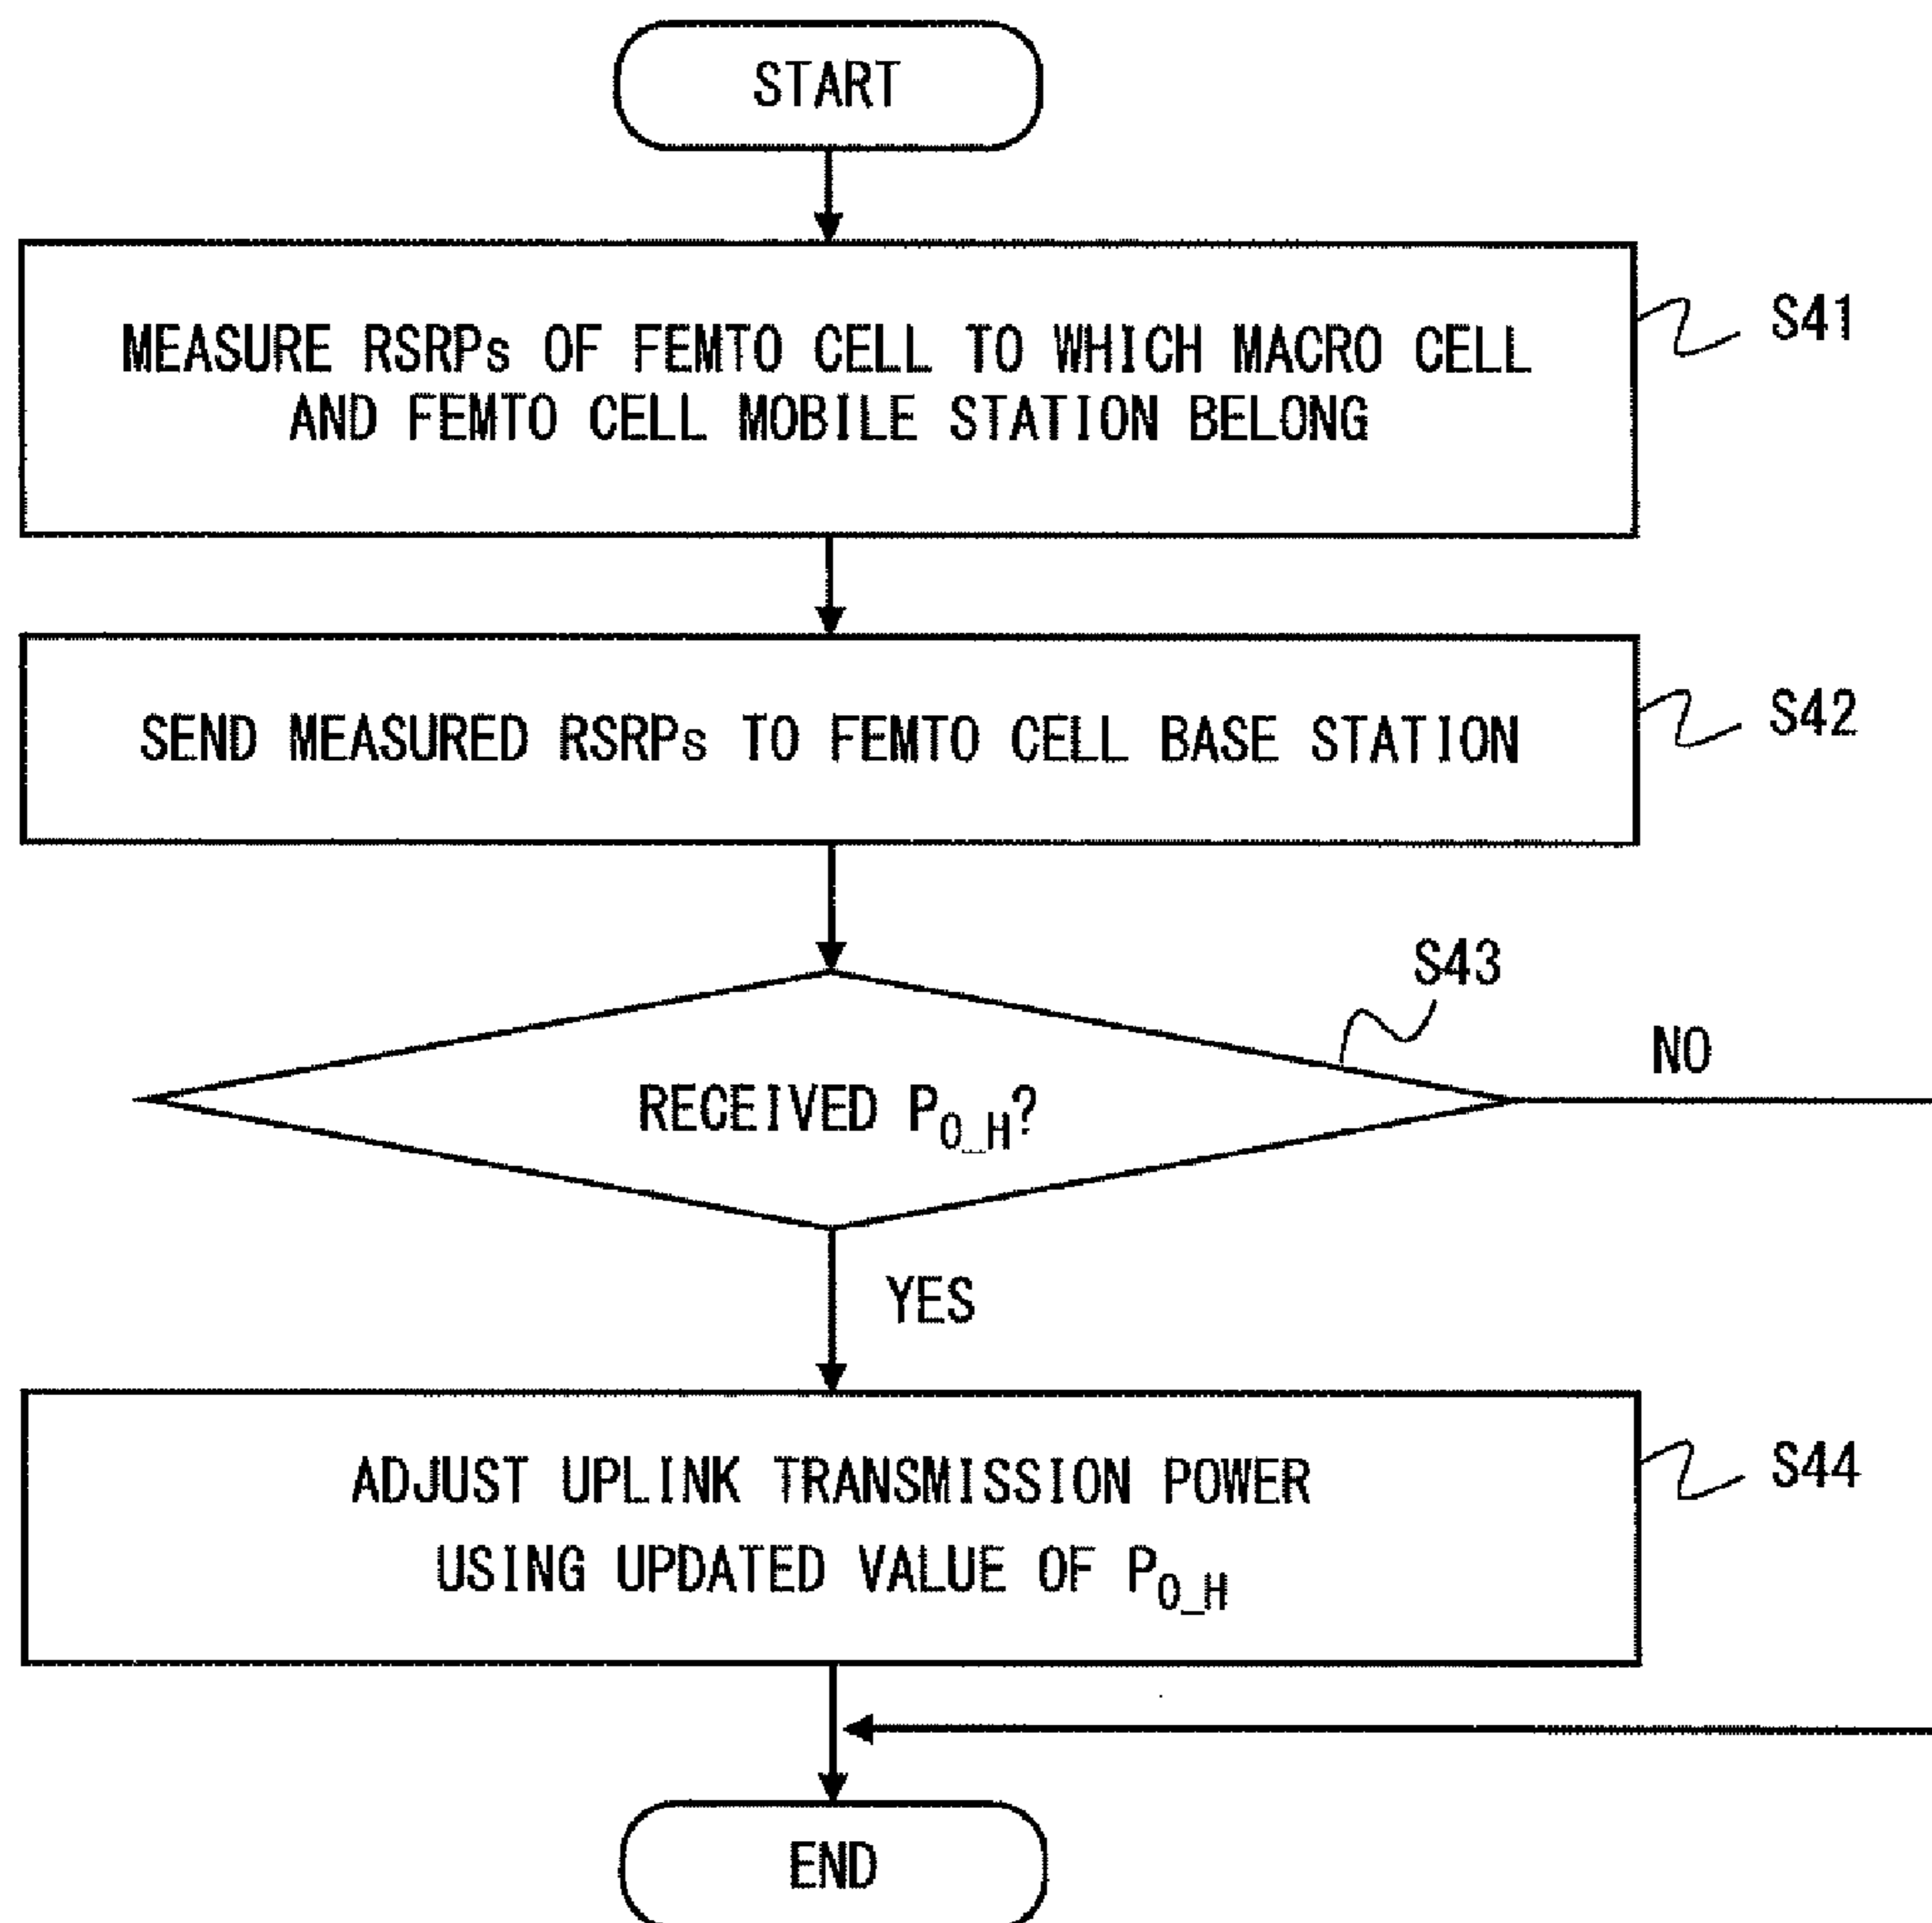 START
MEASURE RSRPs OF FEMTO CELL TO WHICH MACRO CELL
AND FEMTO CELL MOBILE STATION BELONG
S41
SEND MEASURED RSRPs TO FEMTO CELL BASE STATION
S42
S43
NO
RECEIVED P0_H?
YES
ADJUST UPLINK TRANSMISSION POWER
USING UPDATED VALUE OF P0_H
S44
END